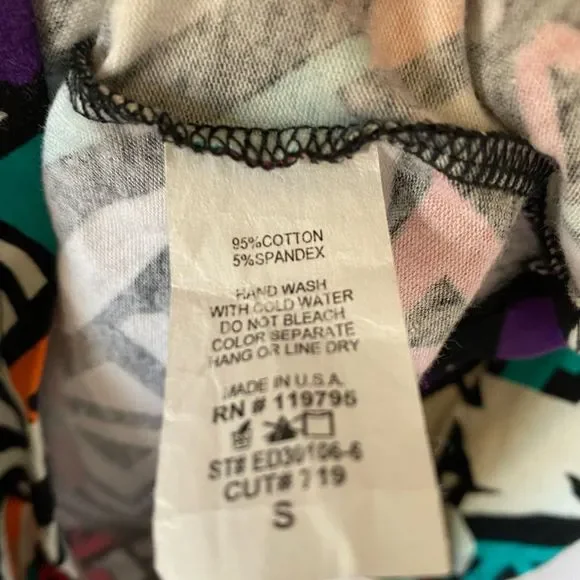 95%COTTON
5%SPANDEX
HAND WASH
WITH COLD WATER
DO NOT BLEACH
COLOR SEPARATE
HANG OR LINE DRY
MADE IN U.S.A.
RN # 119795
ST# ED30106-6
CUT# 719
S